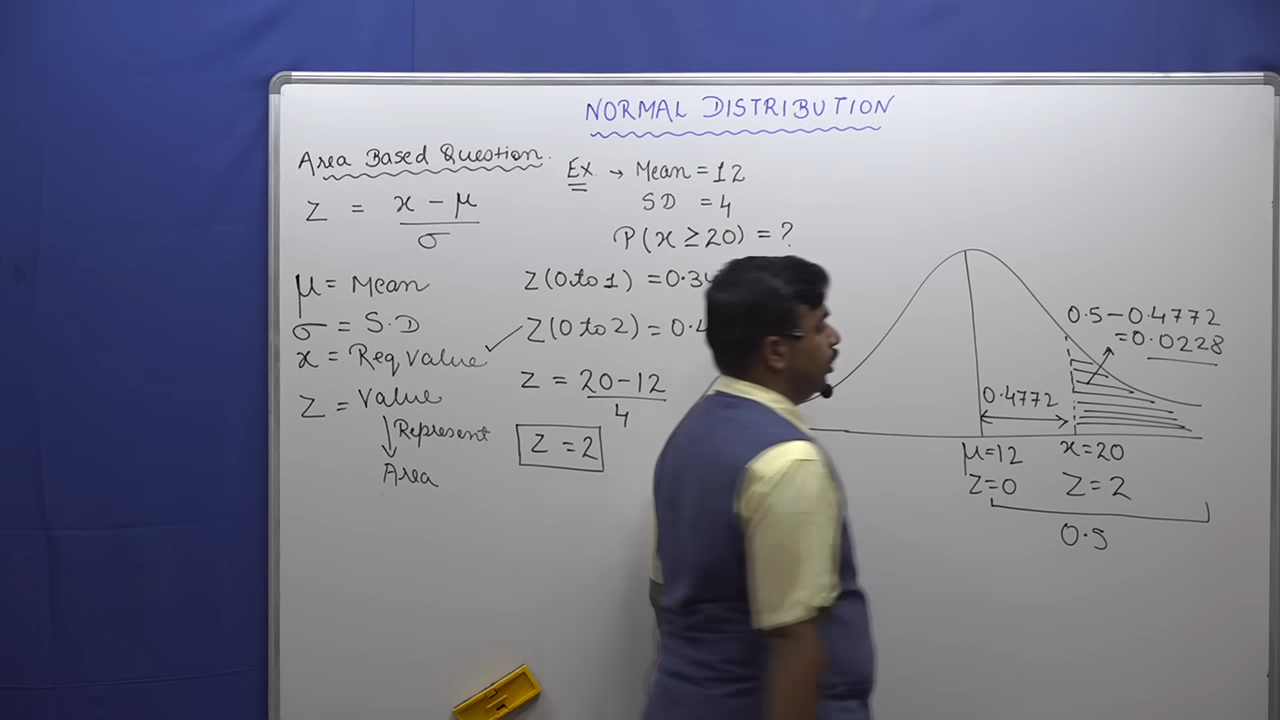 NORMAL DISTRIBUTION
Area Based Question.
Z = x - μ
σ
μ = Mean
σ = S.D
x = Req Value
Z = Value
Represent
Area
Ex. → Mean = 12
SD = 4
P(x ≥ 20) = ?
Z(0 to 1) = 0.34
✓ Z(0 to 2) = 0.4
Z = 20-12
4
Z = 2
0.5-0.4772
=0.0228
0.4772
μ=12 x=20
Z=0 Z=2
0.5